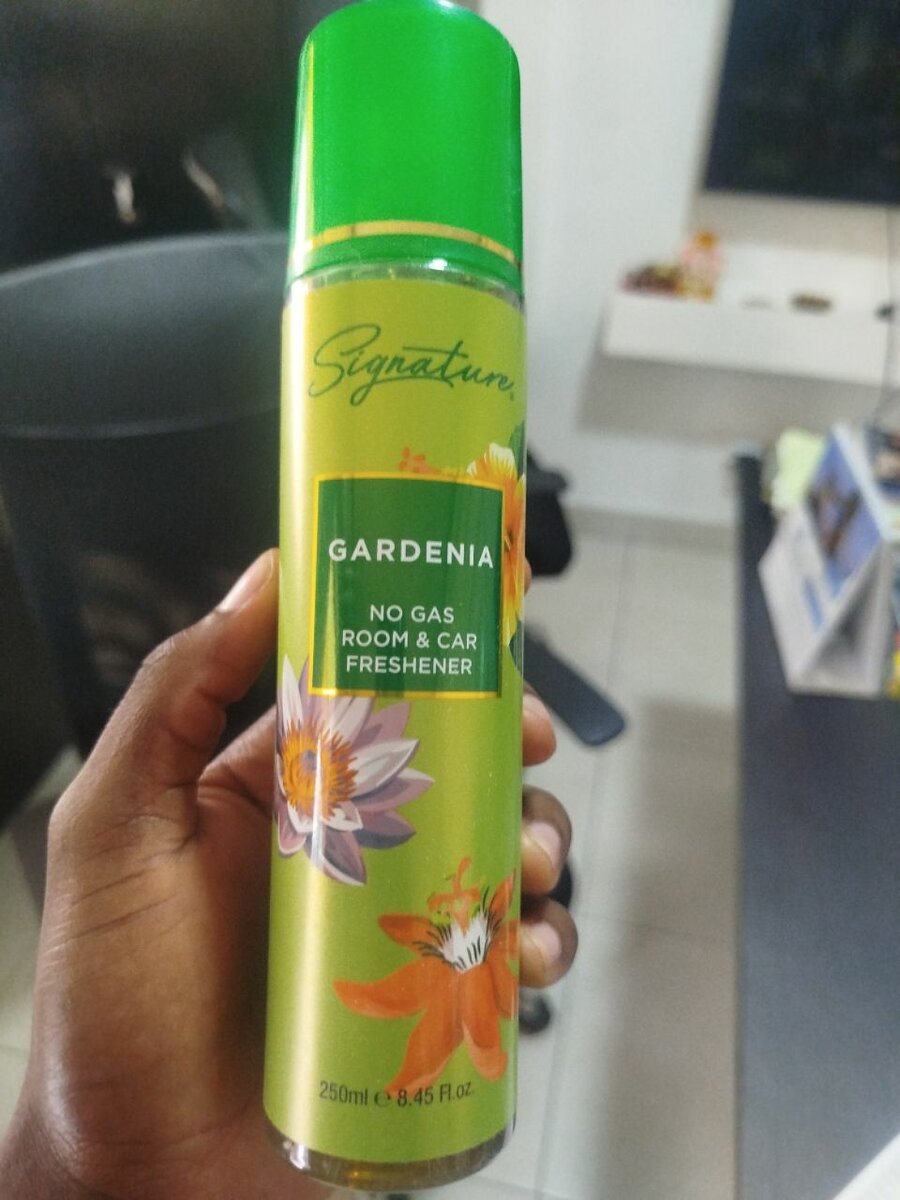 Signature
GARDENIA
NO GAS
ROOM & CAR
FRESHENER
250ml ℮ 8.45 Fl.oz.